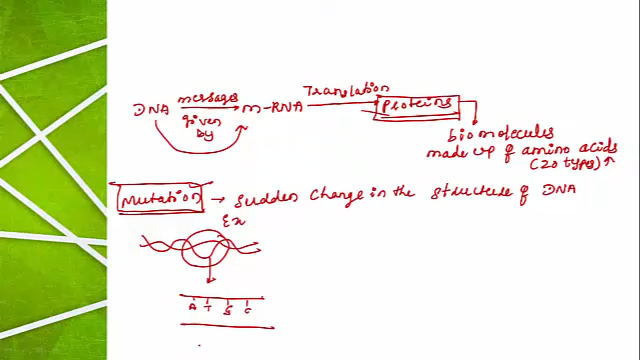 Translation
DNA messages given by m-RNA Proteins
biomolecules
made up of amino acids
(20 types)
Mutation → Sudden change in the structure of DNA
Ex
A T G C